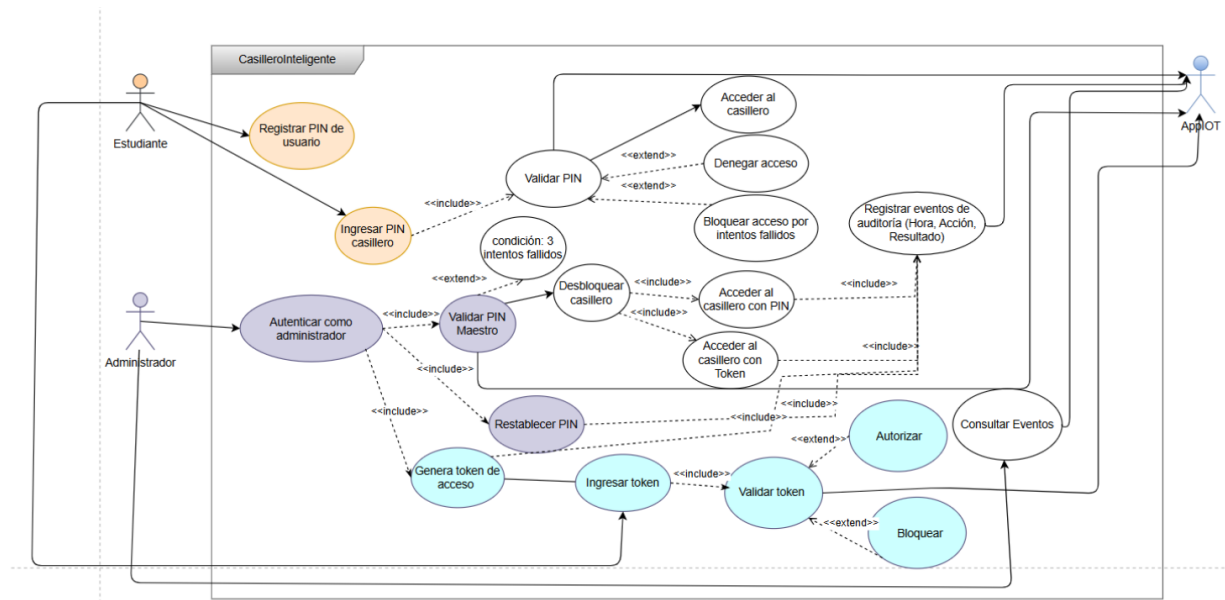 CasilleroInteligente
Estudiante
Registrar PIN de
usuario
Ingresar PIN
casillero
<<include>>
Validar PIN
Acceder al
casillero
<<extend>>
Denegar acceso
<<extend>>
Bloquear acceso por
intentos fallidos
AppIOT
Registrar eventos de
auditoría (Hora, Acción,
Resultado)
condición: 3
intentos fallidos
<<extend>>
Administrador
Autenticar como
administrador
<<include>>
Validar PIN
Maestro
Desbloquear
casillero
<<include>>
Acceder al
casillero con PIN
<<include>>
<<include>>
Acceder al
casillero con
Token
<<include>>
<<include>>
<<include>>
Restablecer PIN
<<include>>
<<include>>
Consultar Eventos
Genera token de
acceso
Ingresar token
<<include>>
Validar token
<<extend>>
Autorizar
<<extend>>
Bloquear